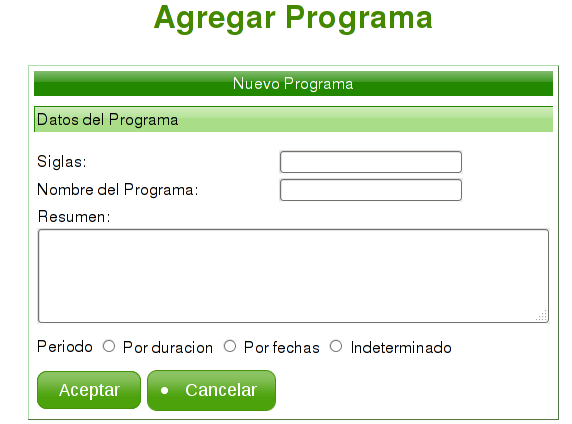 Agregar Programa
Nuevo Programa
Datos del Programa
Siglas:
Nombre del Programa:
Resumen:
Periodo Por duracion Por fechas Indeterminado
Aceptar Cancelar